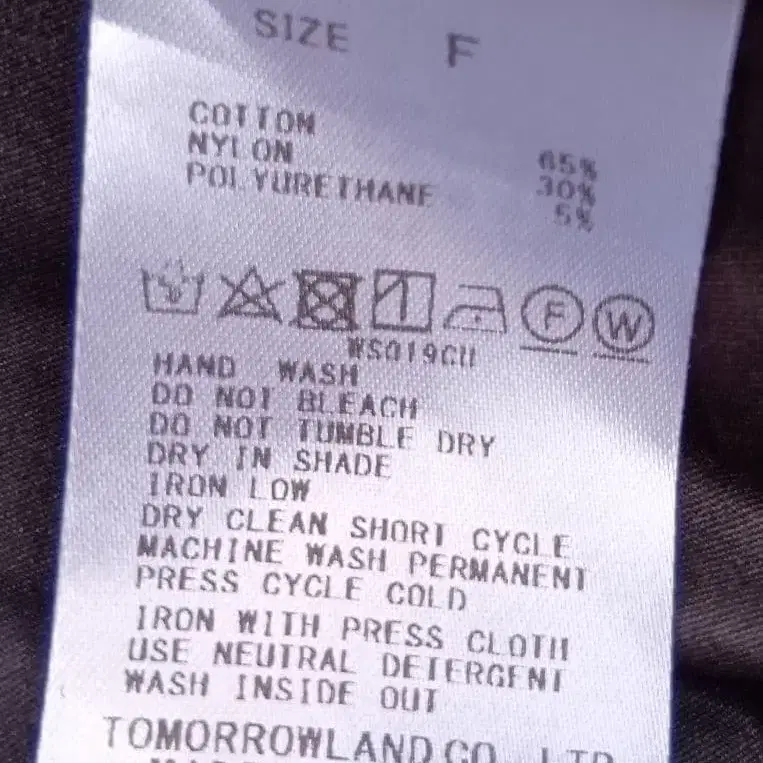 SIZE F
COTTON 65%
NYLON 30%
POLYURETHANE 5%
F W
WS019CU
HAND WASH
DO NOT BLEACH
DO NOT TUMBLE DRY
DRY IN SHADE
IRON LOW
DRY CLEAN SHORT CYCLE
MACHINE WASH PERMANENT
PRESS CYCLE COLD
IRON WITH PRESS CLOTH
USE NEUTRAL DETERGENT
WASH INSIDE OUT
TOMORROWLAND CO., LTD